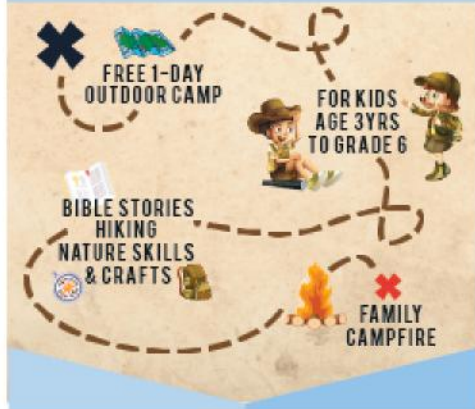 FREE 1-DAY
OUTDOOR CAMP
FOR KIDS
AGE 3YRS
TO GRADE 6
BIBLE STORIES
HIKING
NATURE SKILLS
& CRAFTS
FAMILY
CAMPFIRE